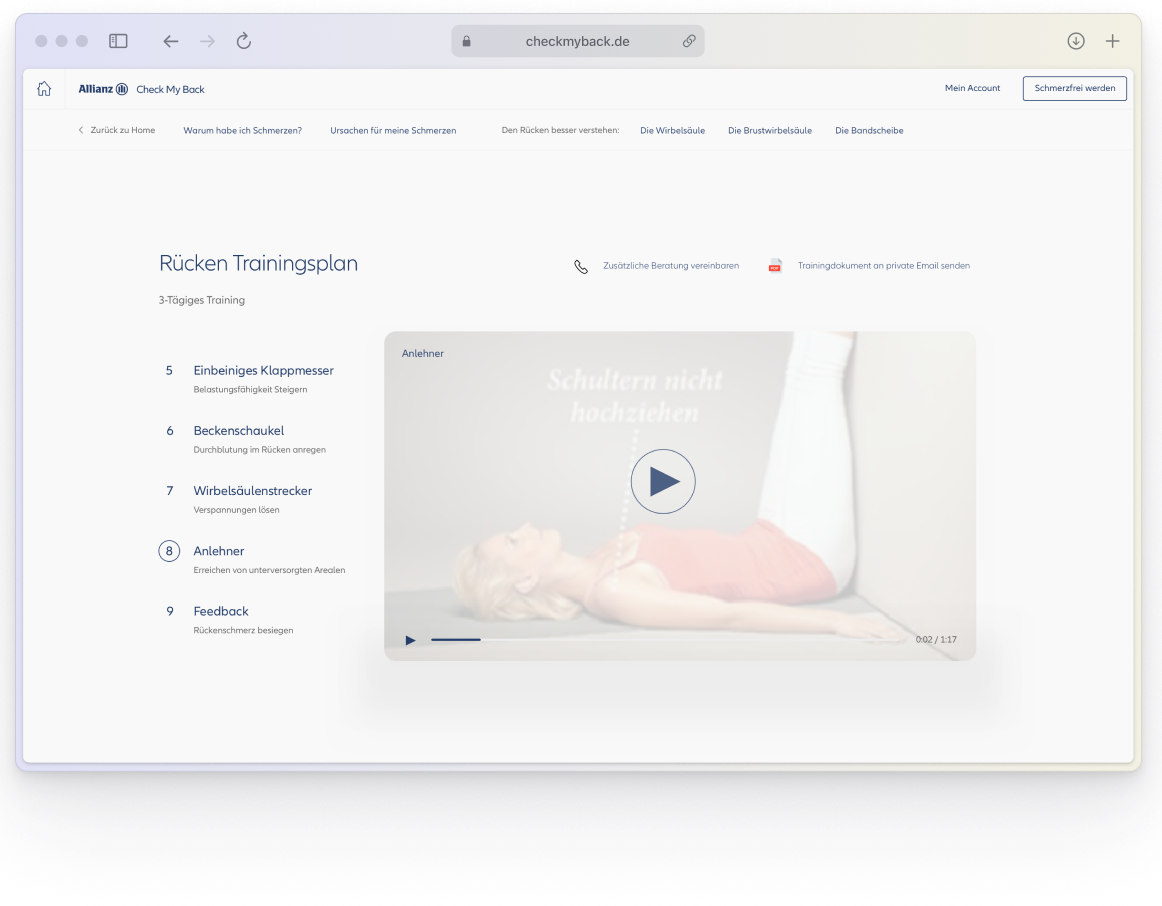 checkmyback.de
Allianz Check My Back
Mein Account
Schmerzfrei werden
Zurück zu Home
Warum habe ich Schmerzen?
Ursachen für meine Schmerzen
Den Rücken besser verstehen:
Die Wirbelsäule
Die Brustwirbelsäule
Die Bandscheibe
Rücken Trainingsplan
Zusätzliche Beratung vereinbaren
PDF
Trainingdokument an private Email senden
3-Tägiges Training
5 Einbeiniges Klappmesser
Belastungsfähigkeit Steigern
6 Beckenschaukel
Durchblutung im Rücken anregen
7 Wirbelsäulenstrecker
Verspannungen lösen
8 Anlehner
Erreichen von unterversorgten Arealen
9 Feedback
Rückenschmerz besiegen
Anlehner
Schultern nicht
hochziehen
0:02 / 1:17